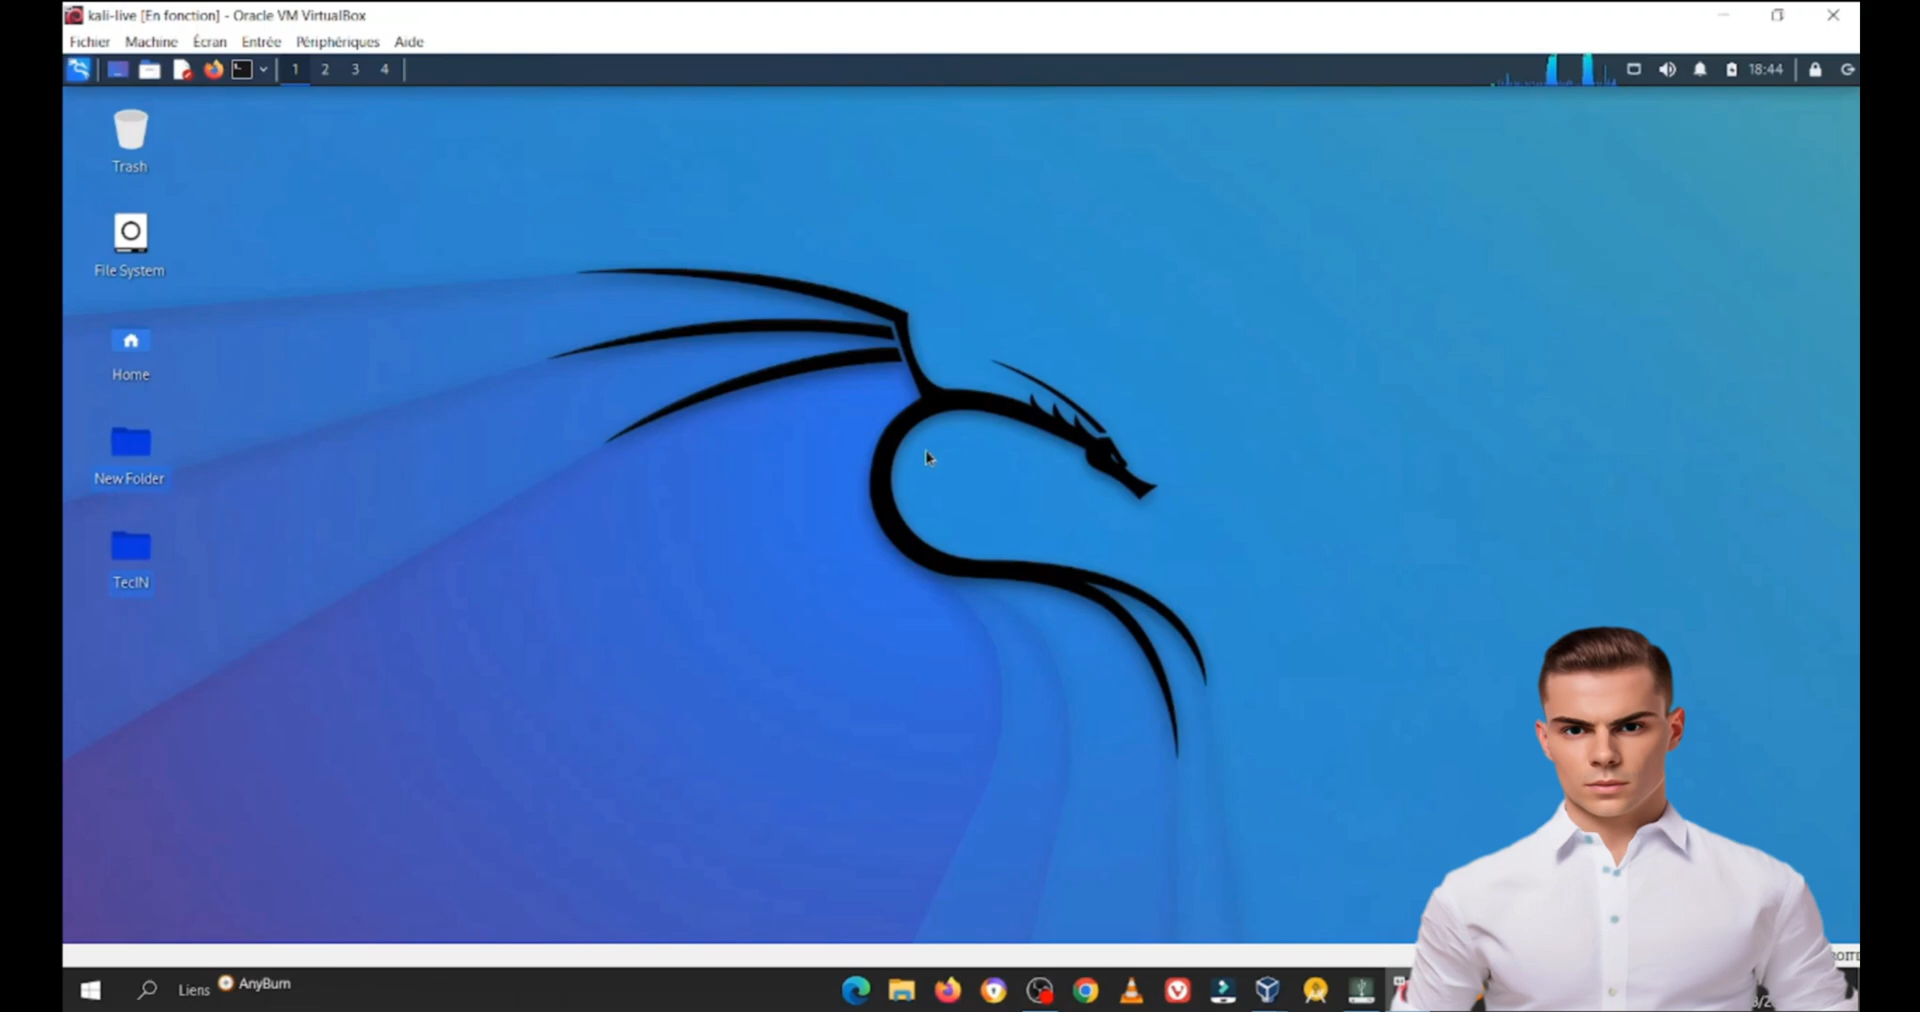 kali-live [En fonction] - Oracle VM VirtualBox
Fichier Machine Écran Entrée Périphériques Aide
1 2 3 4 18:44
Trash
File System
Home
New Folder
TecIN
Liens AnyBurn